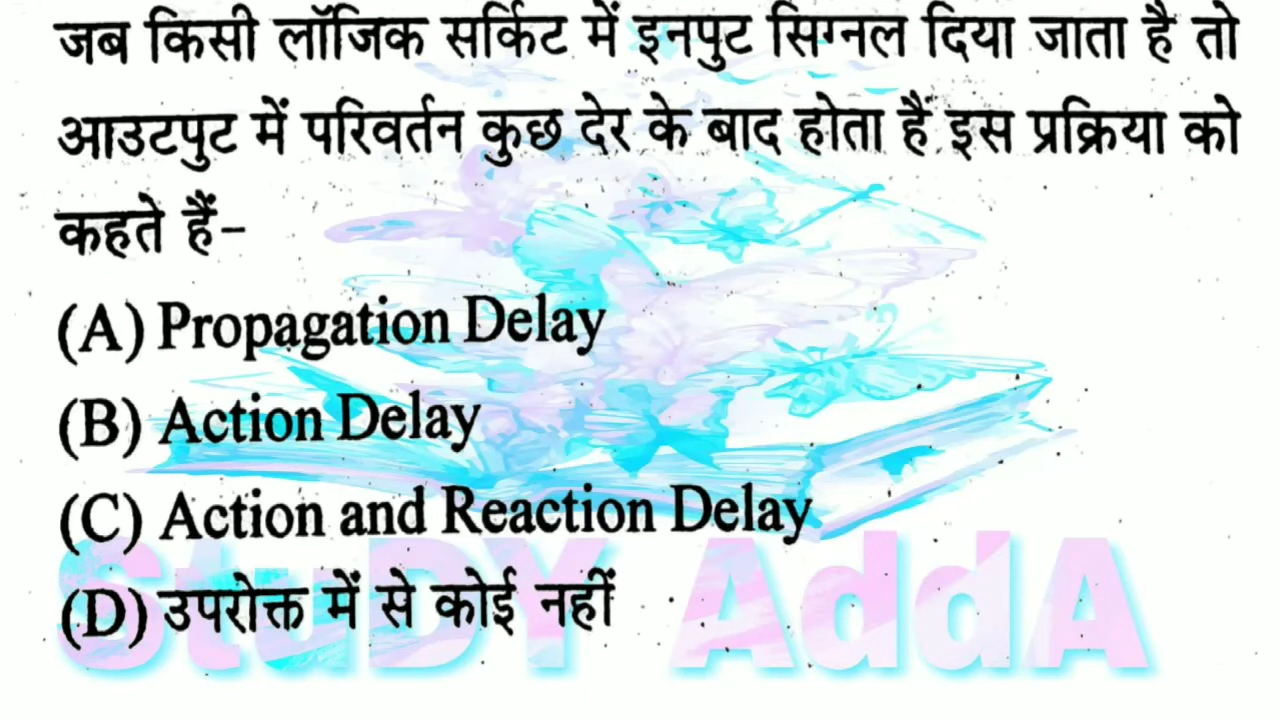 जब किसी लॉजिक सर्किट में इनपुट सिग्नल दिया जाता है तो
आउटपुट में परिवर्तन कुछ देर के बाद होता हैं इस प्रक्रिया को
कहते हैं-
(A) Propagation Delay
(B) Action Delay
(C) Action and Reaction Delay
(D) उपरोक्त में से कोई नहीं
StuDY AddA